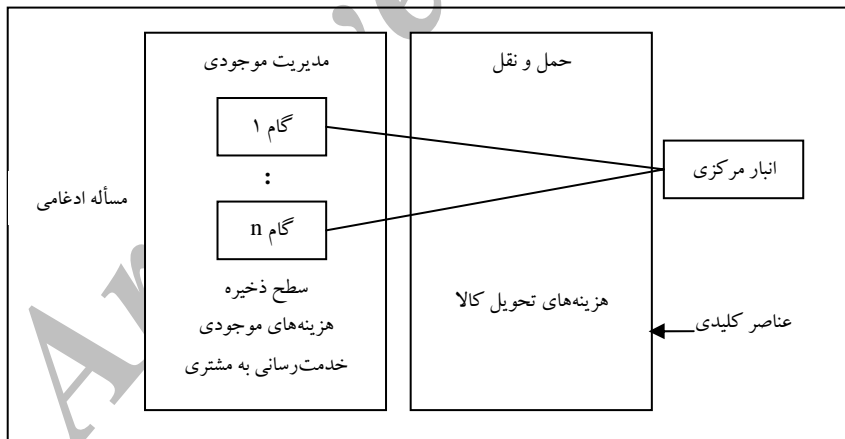 حمل و نقل
مدیریت موجودی
گام ۱
انبار مرکزی
:
مسأله ادغامی
گام n
سطح ذخیره
هزینه‌های تحویل کالا
هزینه‌های موجودی
عناصر کلیدی
خدمت‌رسانی به مشتری